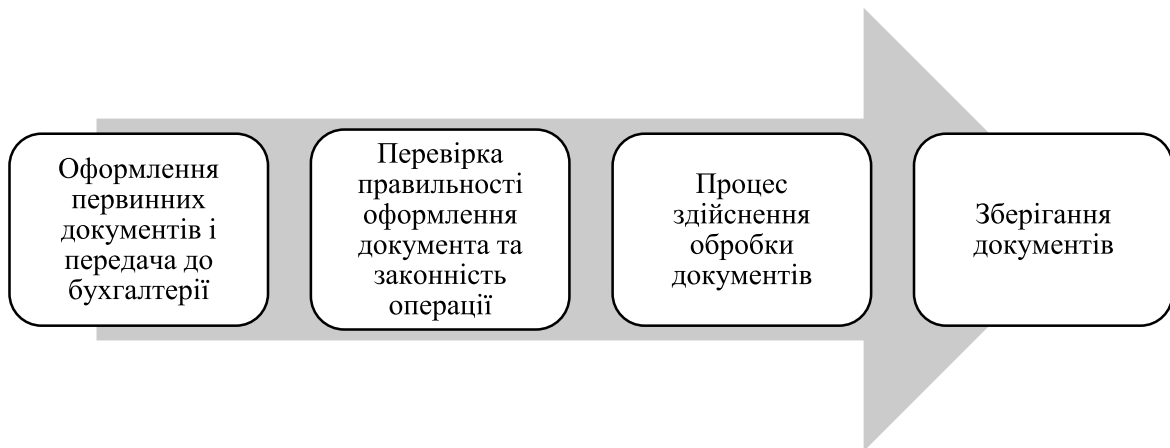 Оформлення
первинних
документів і
передача до
бухгалтерії
Перевірка
правильності
оформлення
документа та
законність
операції
Процес
здійснення
обробки
документів
Зберігання
документів